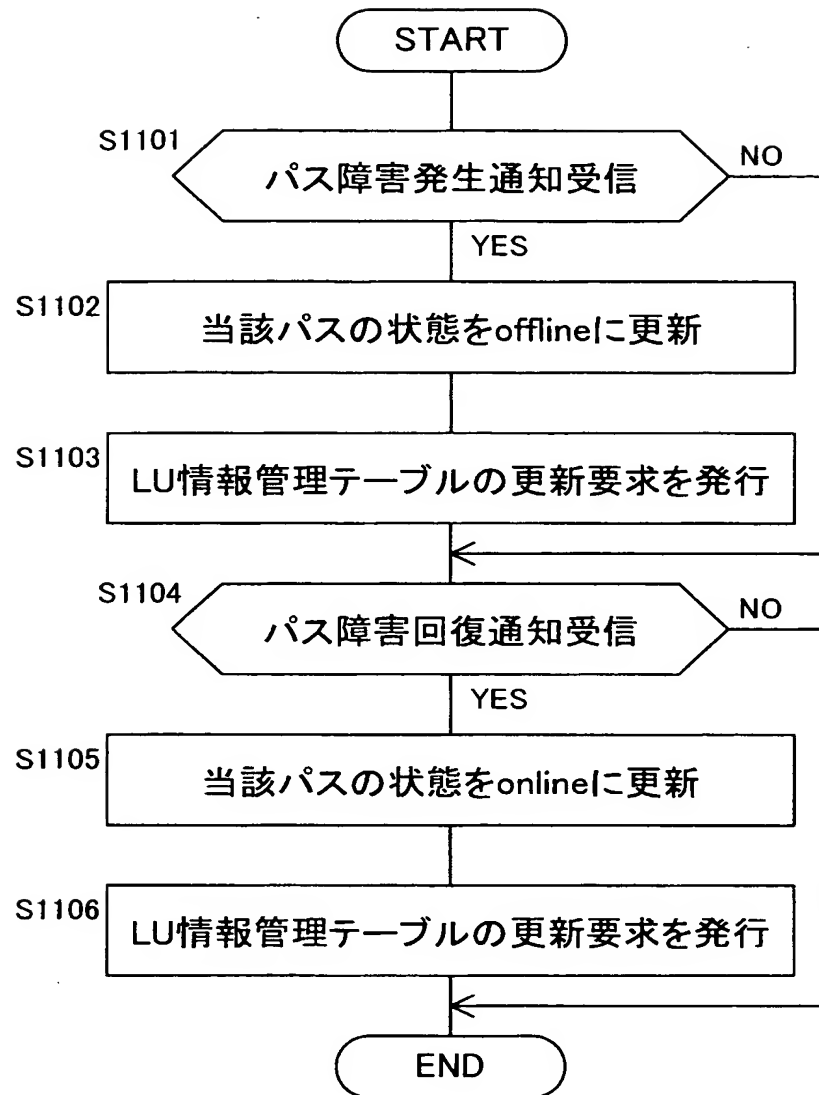 START
S1101
パス障害発生通知受信
NO
YES
S1102
当該パスの状態をofflineに更新
S1103
LU情報管理テーブルの更新要求を発行
S1104
パス障害回復通知受信
NO
YES
S1105
当該パスの状態をonlineに更新
S1106
LU情報管理テーブルの更新要求を発行
END